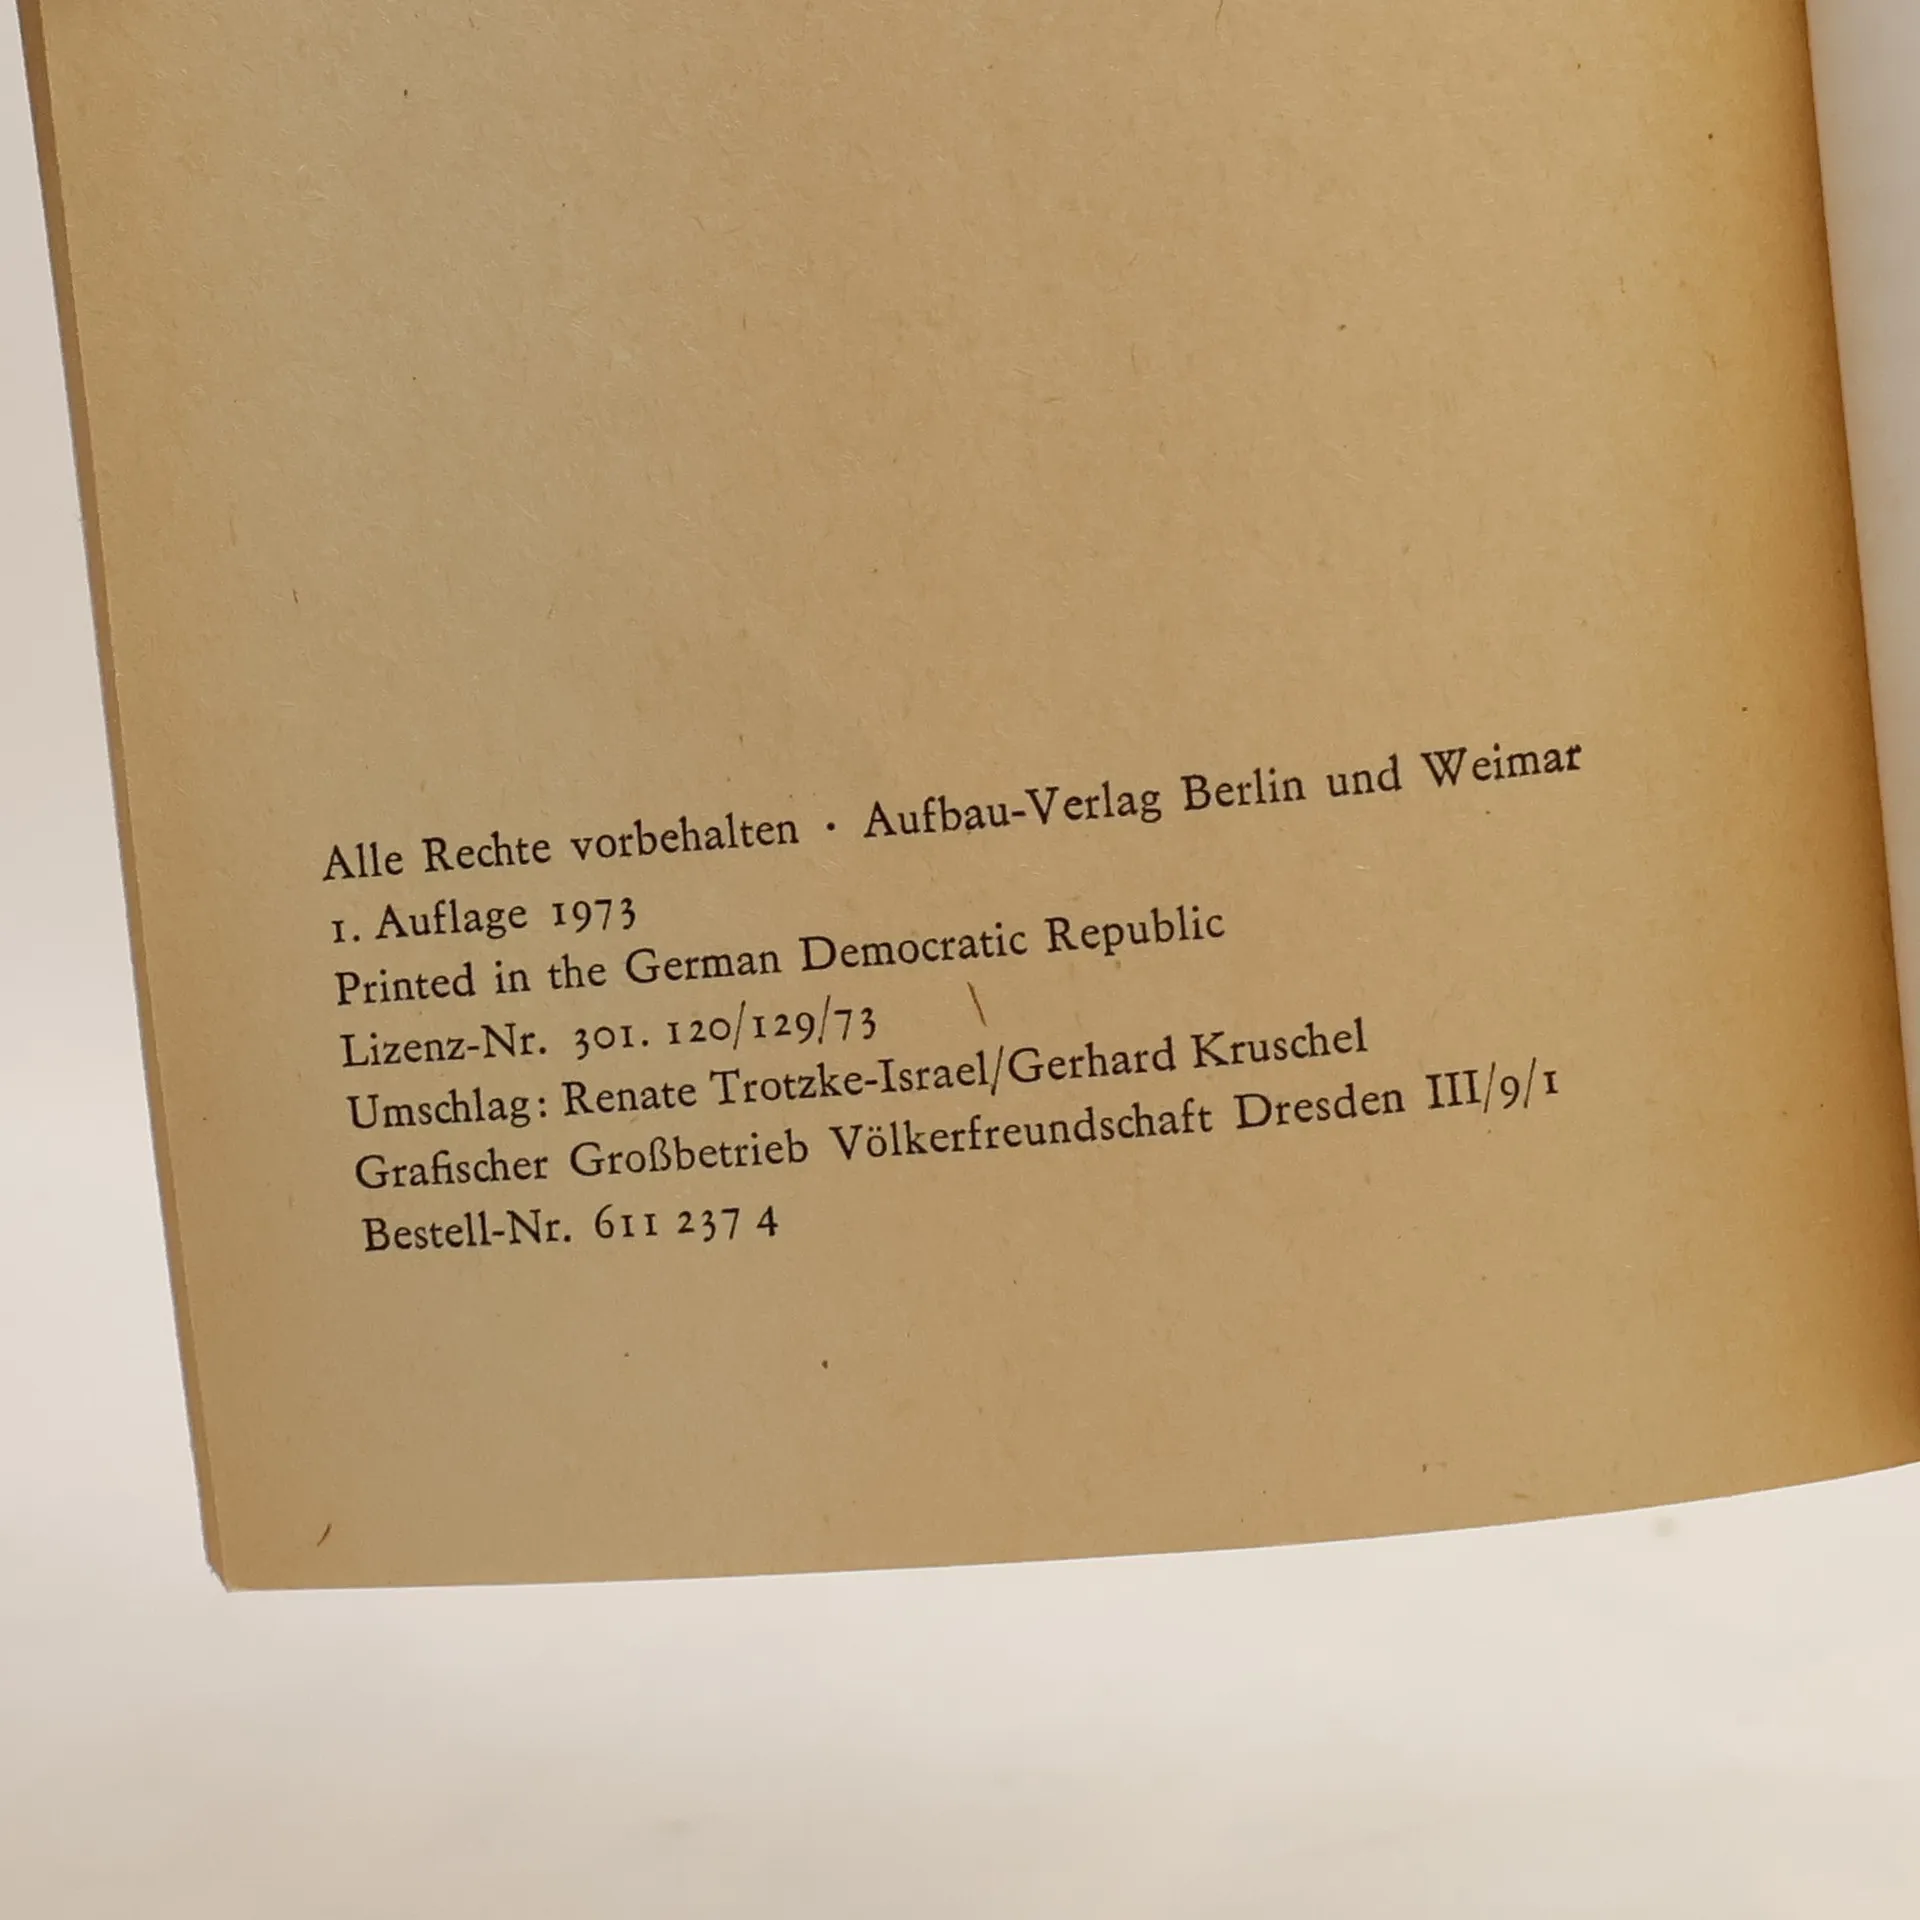 Alle Rechte vorbehalten · Aufbau-Verlag Berlin und Weimar
1. Auflage 1973
Printed in the German Democratic Republic
Lizenz-Nr. 301. 120/129/73
Umschlag: Renate Trotzke-Israel/Gerhard Kruschel
Grafischer Großbetrieb Völkerfreundschaft Dresden III/9/1
Bestell-Nr. 611 237 4